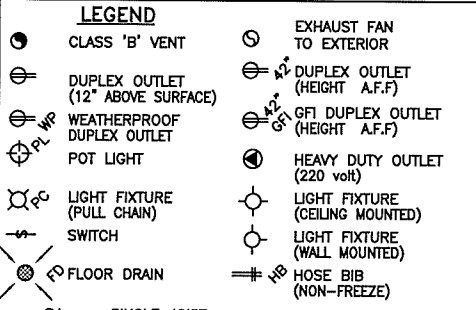 LEGEND
CLASS 'B' VENT
DUPLEX OUTLET
(12" ABOVE SURFACE)
WP WEATHERPROOF
DUPLEX OUTLET
PL
POT LIGHT
PC LIGHT FIXTURE
(PULL CHAIN)
SWITCH
FD FLOOR DRAIN
EXHAUST FAN
TO EXTERIOR
42" DUPLEX OUTLET
(HEIGHT A.F.F)
42"
GFI GFI DUPLEX OUTLET
(HEIGHT A.F.F)
HEAVY DUTY OUTLET
(220 volt)
LIGHT FIXTURE
(CEILING MOUNTED)
LIGHT FIXTURE
(WALL MOUNTED)
HB HOSE BIB
(NON-FREEZE)